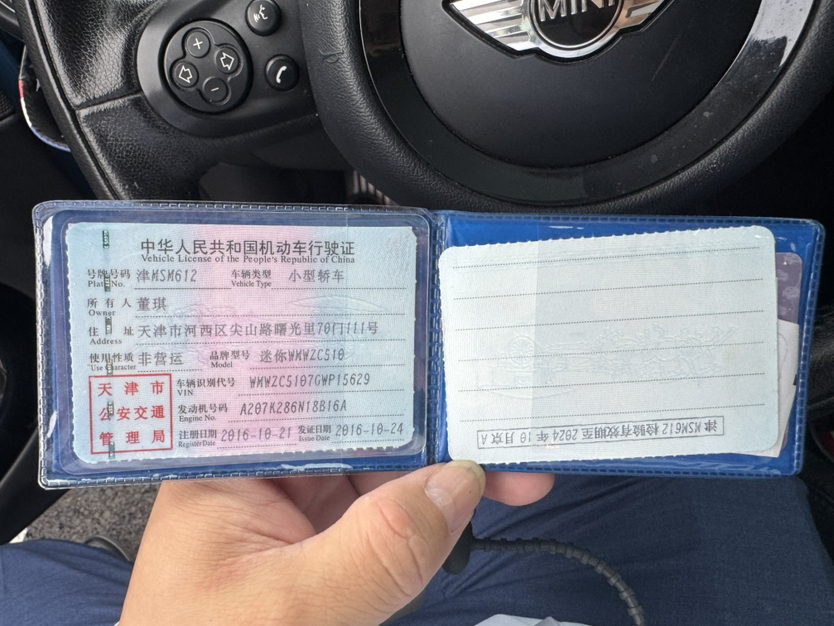 MINI
中华人民共和国机动车行驶证
Vehicle License of the People's Republic of China
号牌号码 津MSM612 车辆类型 小型轿车
Plate No. Vehicle Type
所有人 董琪
Owner
住址 天津市河西区尖山路曙光里70门111号
Address
使用性质 非营运 品牌型号 迷你WMWZC510
Use Character Model
天津市
公安交通
管理局
车辆识别代号 WMWZC5107GWP15629
VIN
发动机号码 A207K286N18B16A
Engine No.
注册日期 2016-10-21 发证日期 2016-10-24
Register Date Issue Date
津MSM612 检验有效期至 2024年10月京A